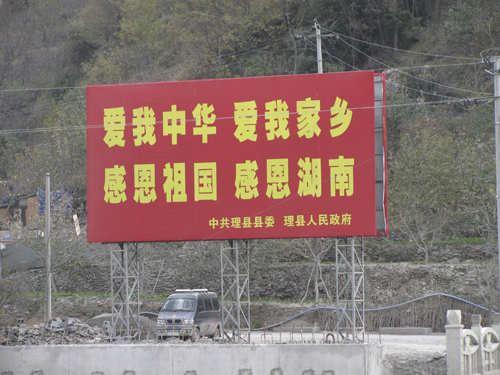 爱我中华 爱我家乡
感恩祖国 感恩湖南
中共理县县委 理县人民政府